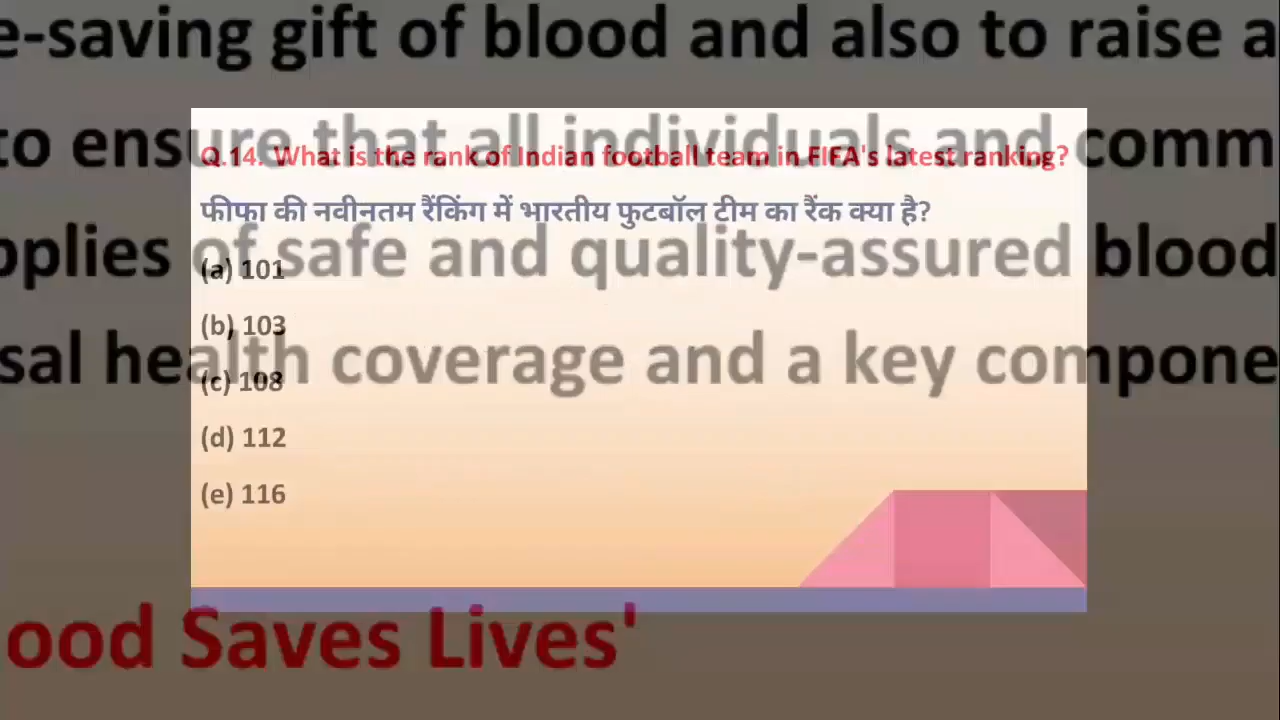 e-saving gift of blood and also to raise a
to ensure that all individuals and comm
Q.14. What is the rank of Indian football team in FIFA's latest ranking?
फीफा की नवीनतम रैंकिंग में भारतीय फुटबॉल टीम का रैंक क्या है?
pplies of safe and quality-assured blood
(a) 101
(b) 103
sal health coverage and a key compone
(c) 108
(d) 112
(e) 116
ood Saves Lives'